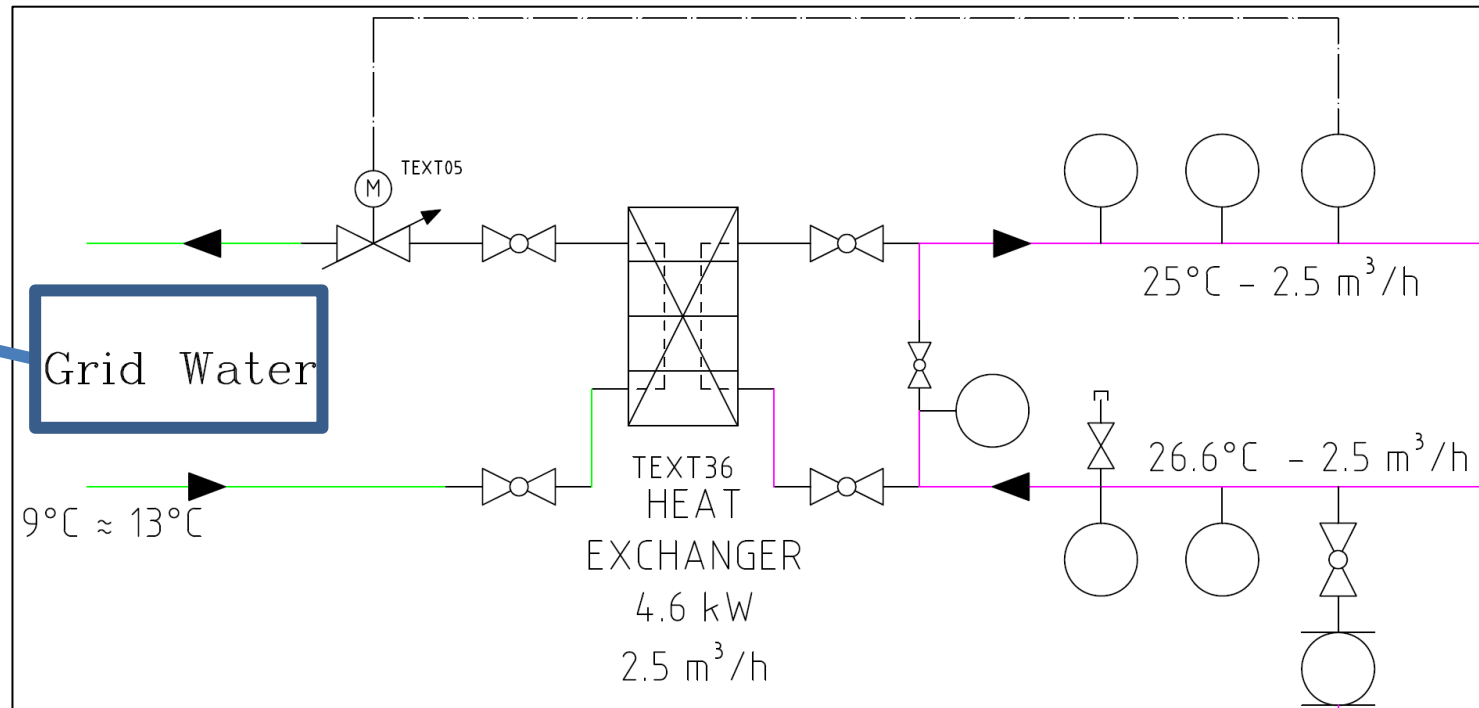 TEXT05
M
25°C – 2.5 m³/h
Grid Water
26.6°C – 2.5 m³/h
9°C ≈ 13°C
TEXT36
HEAT
EXCHANGER
4.6 kW
2.5 m³/h